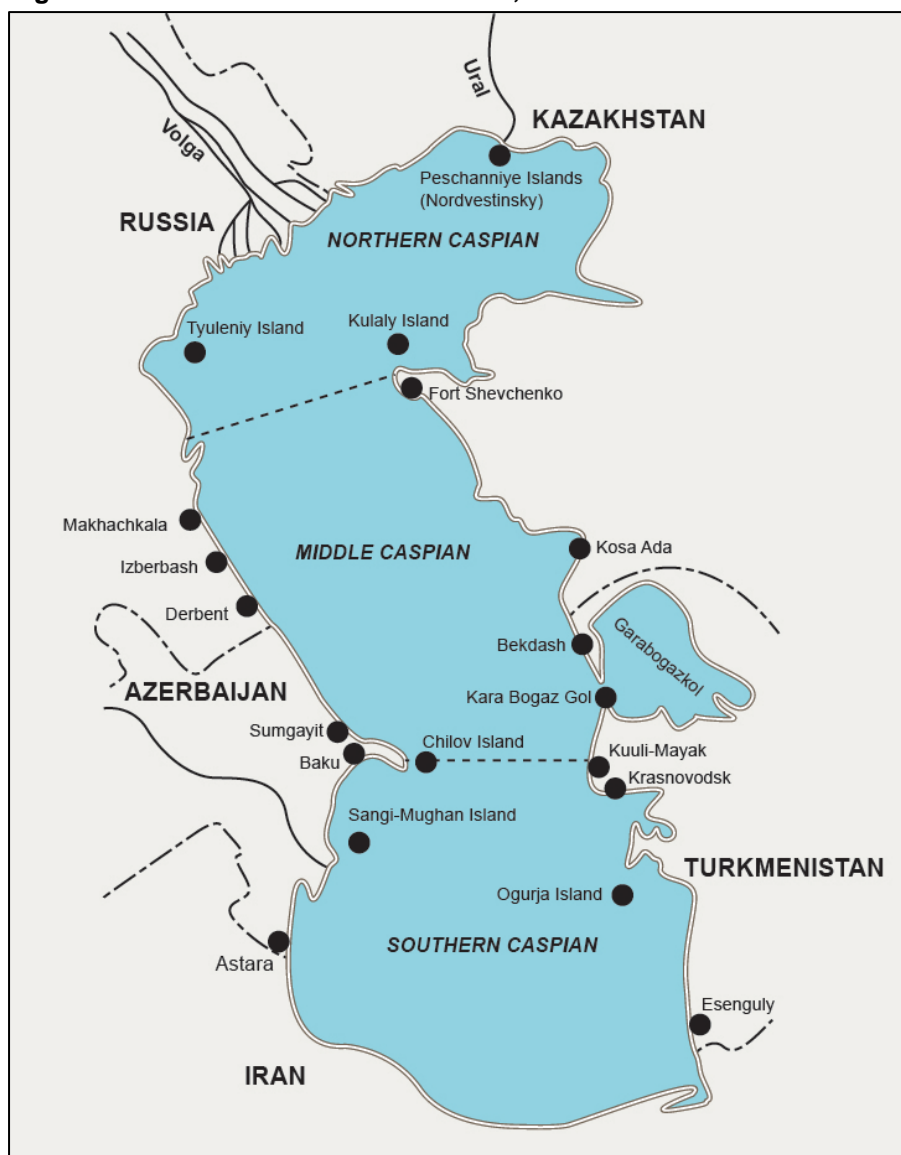 Ural
KAZAKHSTAN
Volga
Peschanniye Islands
(Nordvestinsky)
RUSSIA
NORTHERN CASPIAN
Tyuleniy Island
Kulaly Island
Fort Shevchenko
Makhachkala
MIDDLE CASPIAN
Kosa Ada
Izberbash
Derbent
Bekdash
Garabogazkol
AZERBAIJAN
Kara Bogaz Gol
Sumgayit
Chilov Island
Kuuli-Mayak
Baku
Krasnovodsk
Sangi-Mughan Island
TURKMENISTAN
Ogurja Island
SOUTHERN CASPIAN
Astara
Esenguly
IRAN